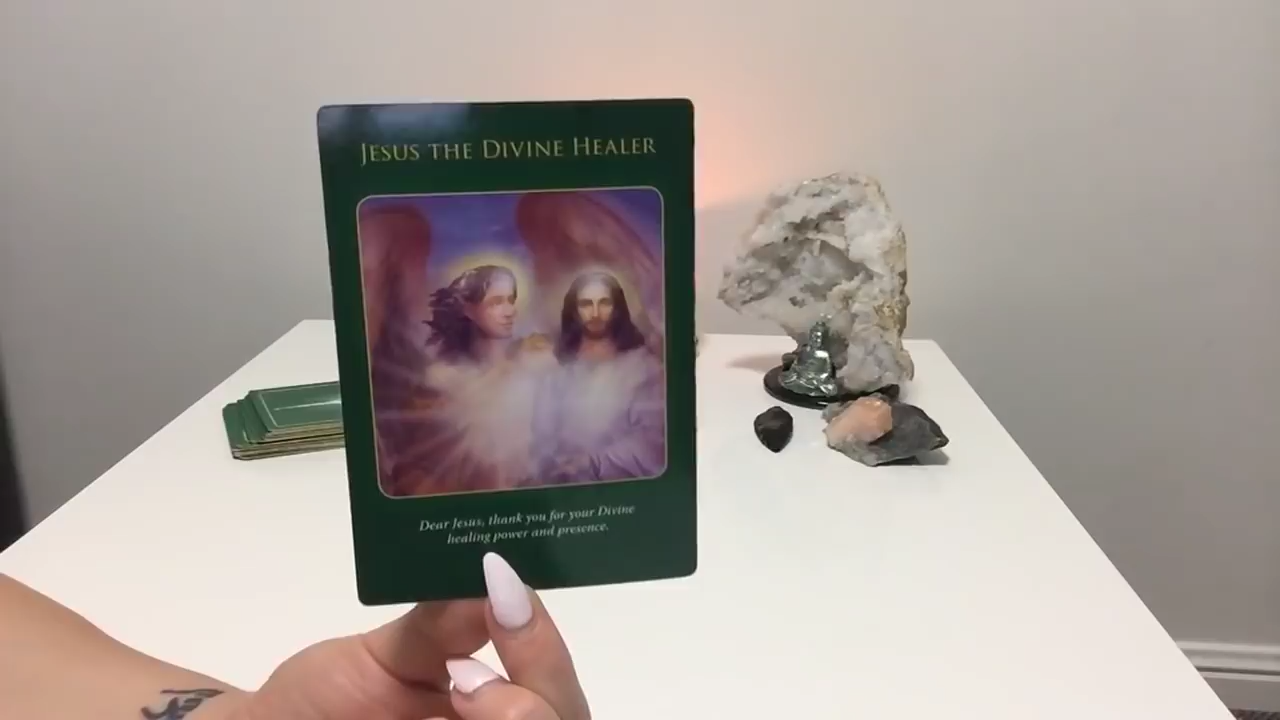 JESUS THE DIVINE HEALER
Dear Jesus, thank you for your Divine
healing power and presence.